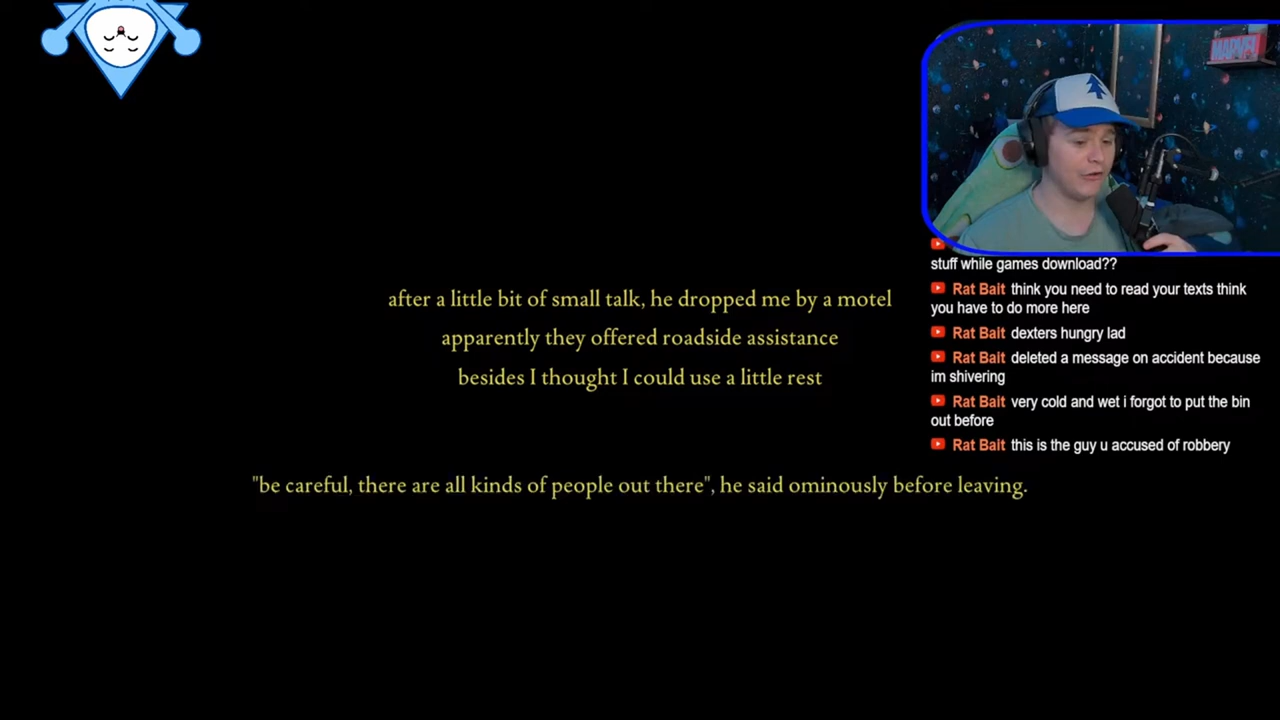 MARVEL
stuff while games download??
Rat Bait think you need to read your texts think
you have to do more here
Rat Bait dexters hungry lad
Rat Bait deleted a message on accident because
im shivering
Rat Bait very cold and wet i forgot to put the bin
out before
Rat Bait this is the guy u accused of robbery
after a little bit of small talk, he dropped me by a motel
apparently they offered roadside assistance
besides I thought I could use a little rest
"be careful, there are all kinds of people out there", he said ominously before leaving.